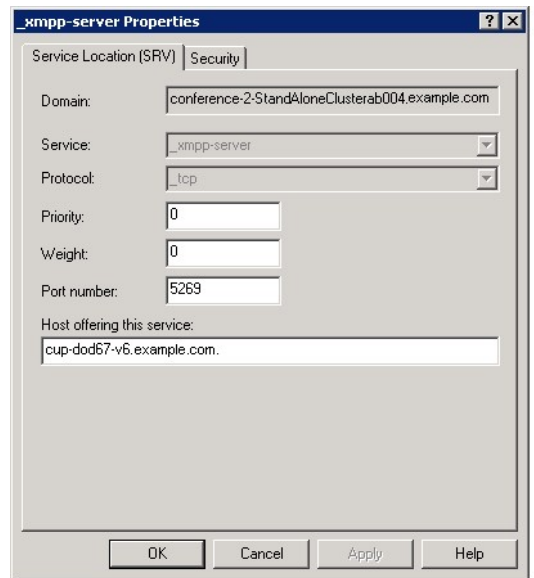 _xmpp-server Properties
Service Location (SRV)
Security
Domain:
conference-2-StandAloneClusterab004.example.com
Service:
_xmpp-server
Protocol:
_tcp
Priority:
0
Weight:
0
Port number:
5269
Host offering this service:
cup-dod67-v6.example.com.
OK
Cancel
Apply
Help